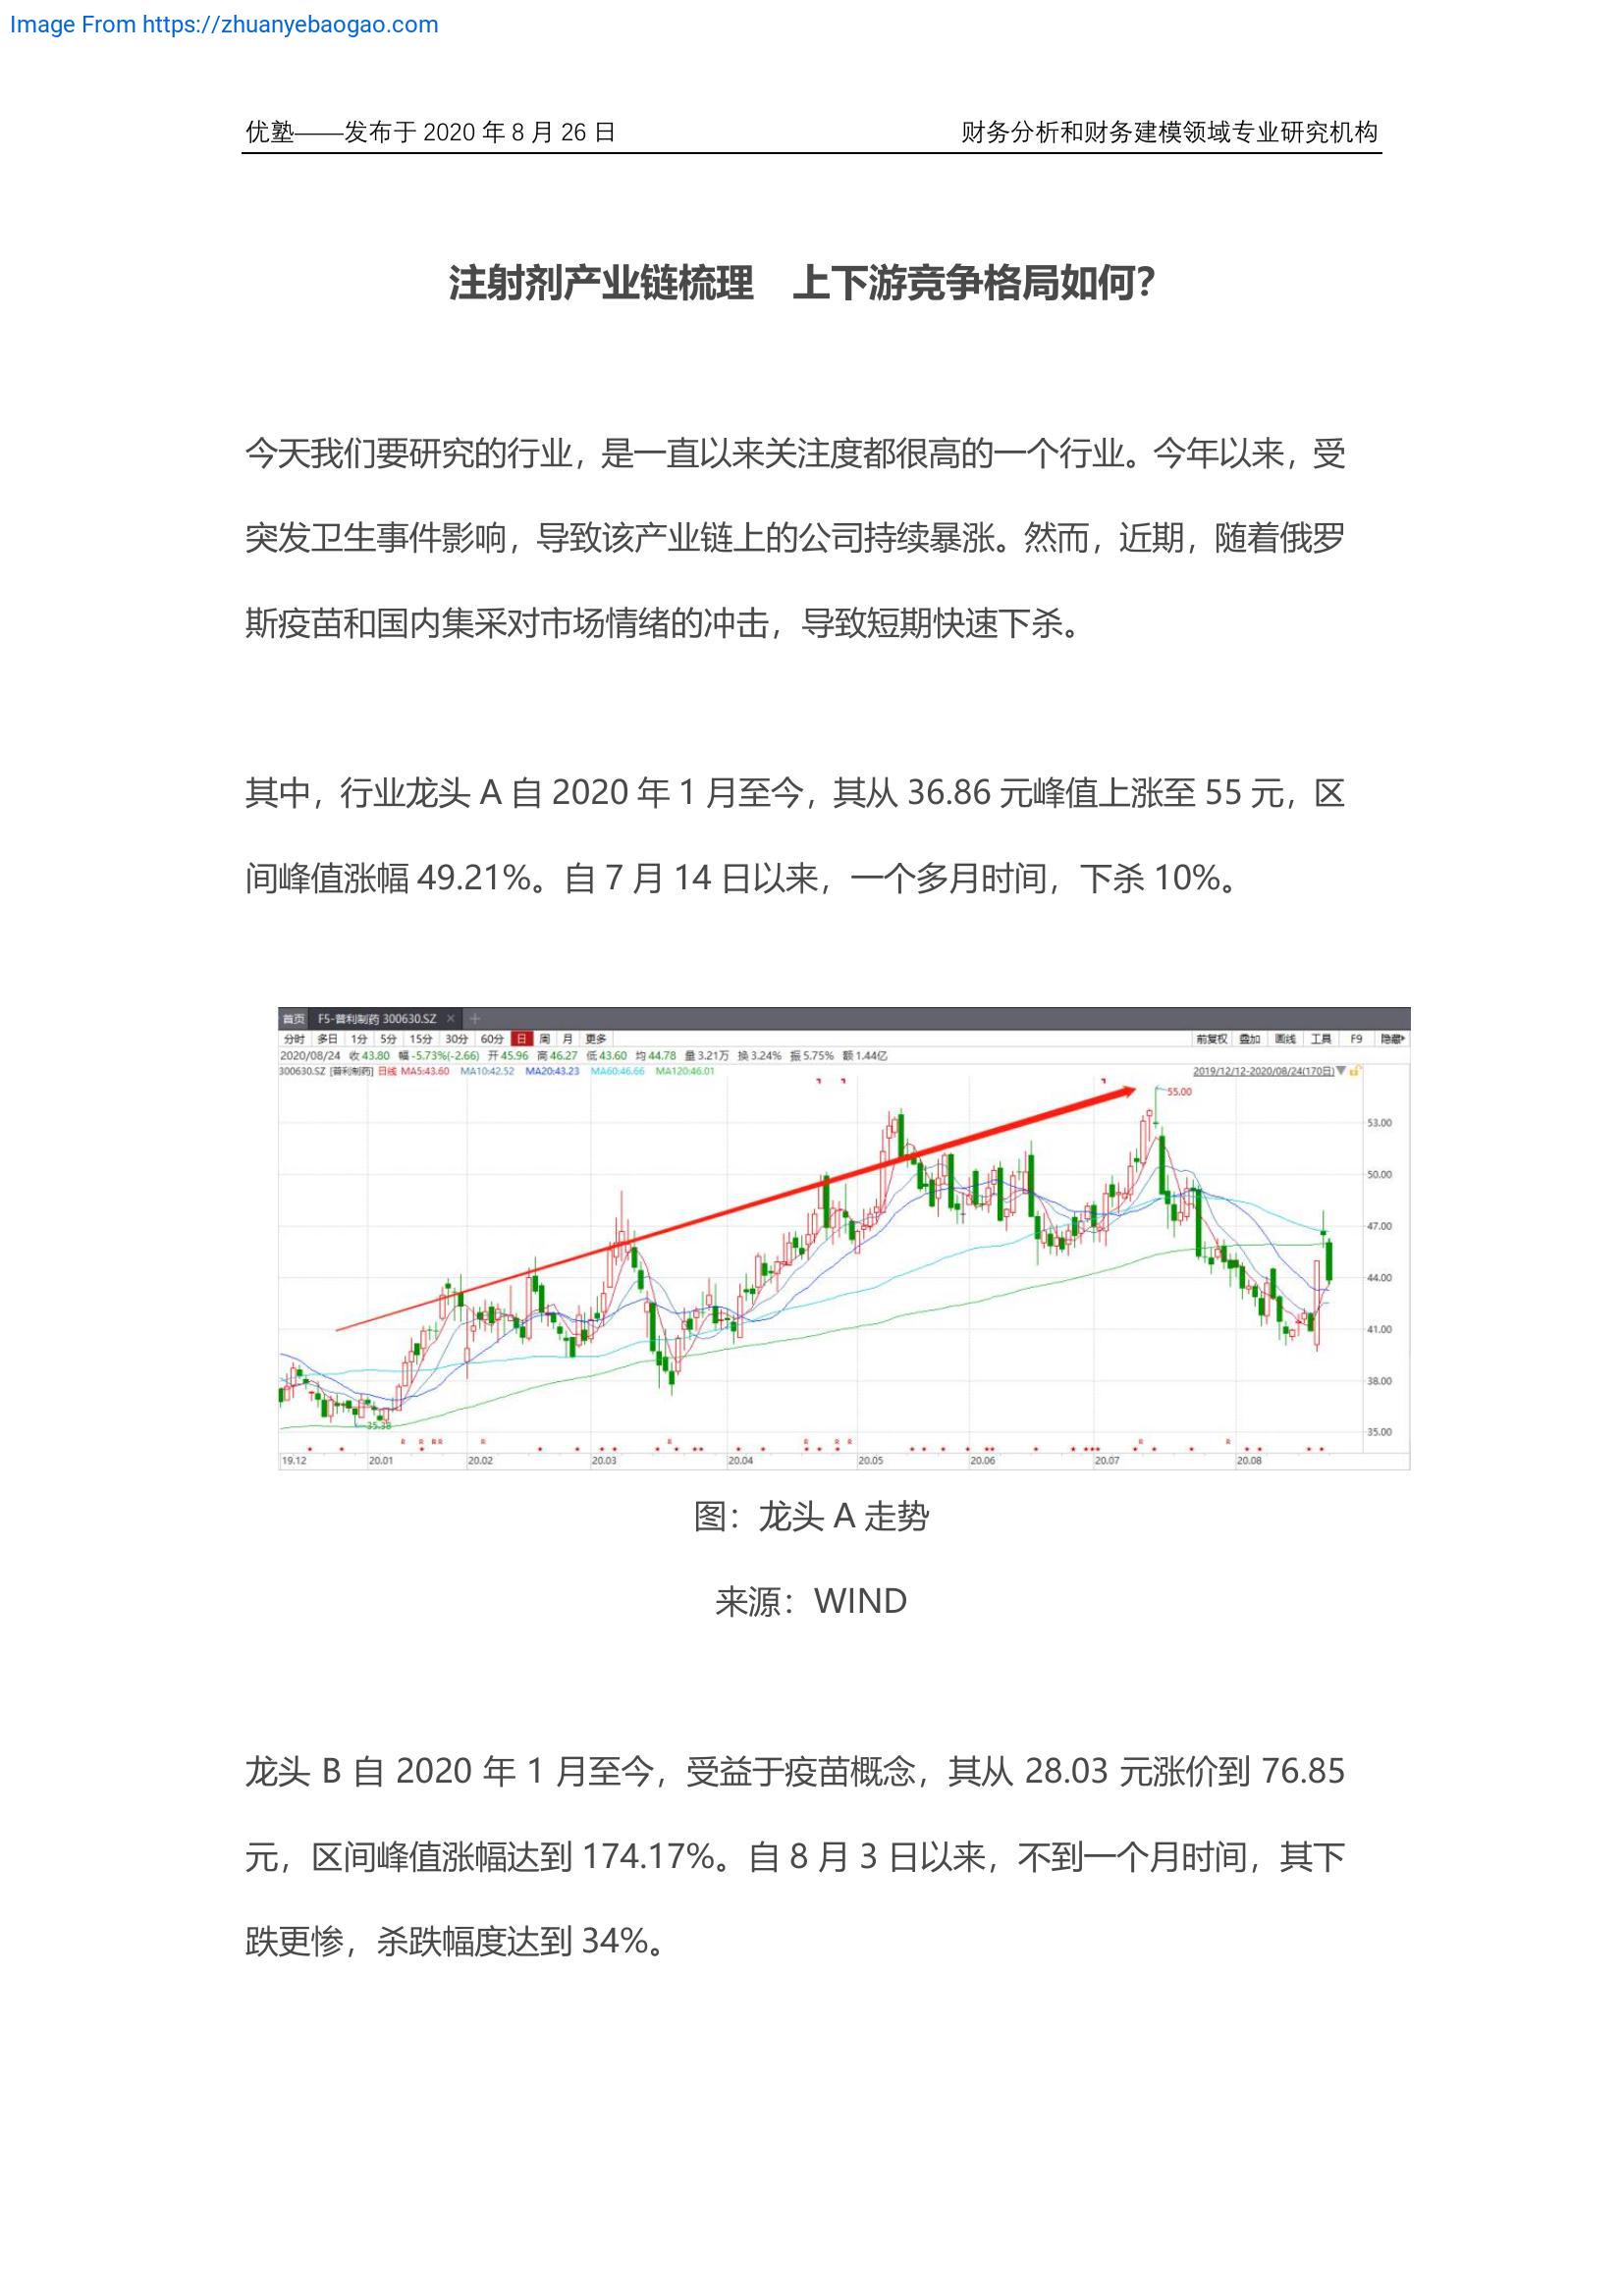 Image From https://zhuanyebaogao.com
优塾——发布于 2020 年 8 月 26 日 财务分析和财务建模领域专业研究机构
注射剂产业链梳理 上下游竞争格局如何?
今天我们要研究的行业，是一直以来关注度都很高的一个行业。今年以来，受
突发卫生事件影响，导致该产业链上的公司持续暴涨。然而，近期，随着俄罗
斯疫苗和国内集采对市场情绪的冲击，导致短期快速下杀。
其中，行业龙头 A 自 2020 年 1 月至今，其从 36.86 元峰值上涨至 55 元，区
间峰值涨幅 49.21%。自 7 月 14 日以来，一个多月时间，下杀 10%。
首页 F5-普利制药 300630.SZ × +
分时 多日 1分 5分 15分 30分 60分 日 周 月 更多 前复权 叠加 画线 工具 F9 隐藏
2020/08/24 收 43.80 幅 -5.73%(-2.66) 开 45.96 高 46.27 低 43.60 均 44.78 量 3.21万 换 3.24% 振 5.75% 额 1.44亿
300630.SZ [普利制药] 日线 MA5:43.60 MA10:42.52 MA20:43.23 MA60:46.66 MA120:46.01 2019/12/12-2020/08/24(170日)
55.00
53.00
50.00
47.00
44.00
41.00
38.00
35.38
35.00
19.12 20.01 20.02 20.03 20.04 20.05 20.06 20.07 20.08
图：龙头 A 走势
来源：WIND
龙头 B 自 2020 年 1 月至今，受益于疫苗概念，其从 28.03 元涨价到 76.85
元，区间峰值涨幅达到 174.17%。自 8 月 3 日以来，不到一个月时间，其下
跌更惨，杀跌幅度达到 34%。